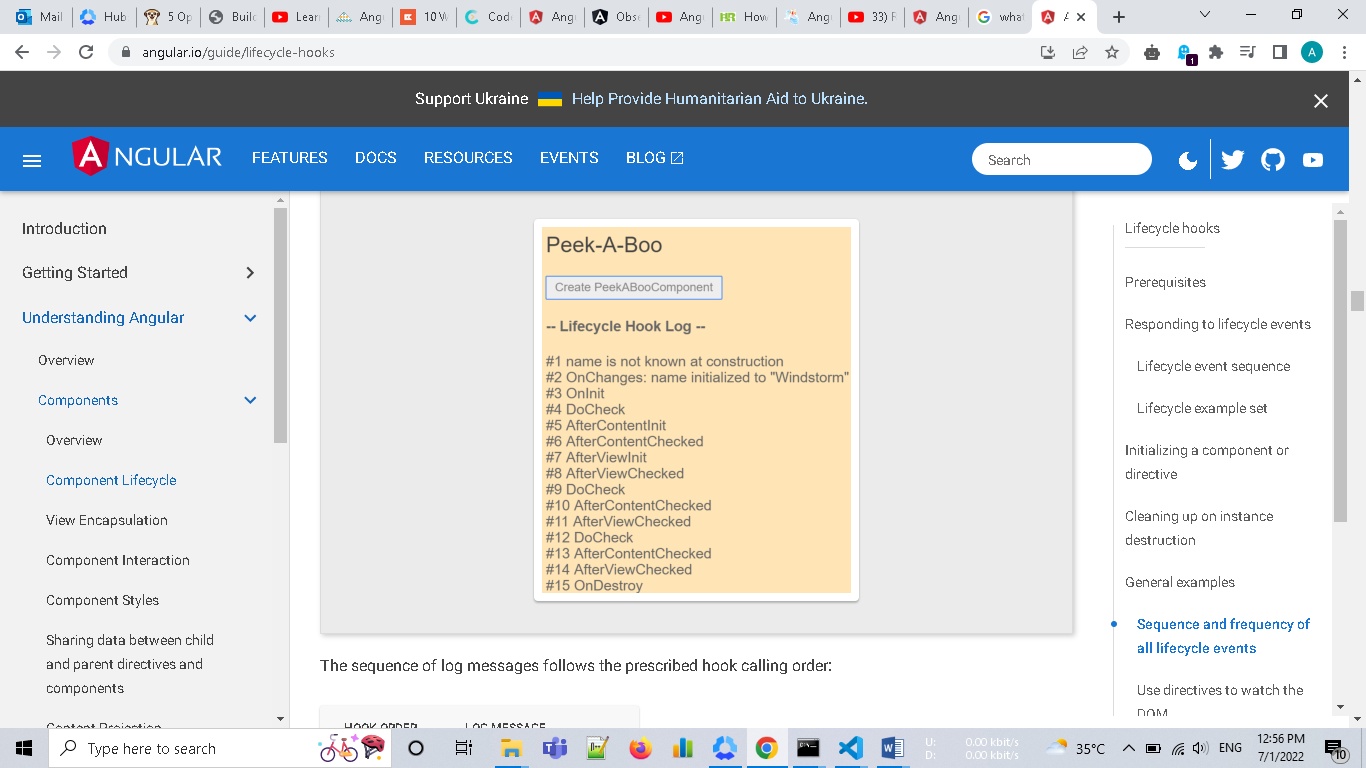 Mail
Hub
5 Op
Build
Lear
Ang
10 W
Cod
Ang
Obse
Ang
How
Ang
33) F
Ang
what
A
angular.io/guide/lifecycle-hooks
1
A
Support Ukraine Help Provide Humanitarian Aid to Ukraine.
ANGULAR
FEATURES
DOCS
RESOURCES
EVENTS
BLOG
Search
Introduction
Getting Started
Understanding Angular
Overview
Components
Overview
Component Lifecycle
View Encapsulation
Component Interaction
Component Styles
Sharing data between child
and parent directives and
components
Content Projection
Peek-A-Boo
Create PeekABooComponent
-- Lifecycle Hook Log --
#1 name is not known at construction
#2 OnChanges: name initialized to "Windstorm"
#3 OnInit
#4 DoCheck
#5 AfterContentInit
#6 AfterContentChecked
#7 AfterViewInit
#8 AfterViewChecked
#9 DoCheck
#10 AfterContentChecked
#11 AfterViewChecked
#12 DoCheck
#13 AfterContentChecked
#14 AfterViewChecked
#15 OnDestroy
The sequence of log messages follows the prescribed hook calling order:
HOOK ORDER
LOG MESSAGE
Lifecycle hooks
Prerequisites
Responding to lifecycle events
Lifecycle event sequence
Lifecycle example set
Initializing a component or
directive
Cleaning up on instance
destruction
General examples
Sequence and frequency of
all lifecycle events
Use directives to watch the
DOM
Type here to search
U: 0.00 kbit/s
D: 0.00 kbit/s
35°C
ENG
12:56 PM
7/1/2022
10